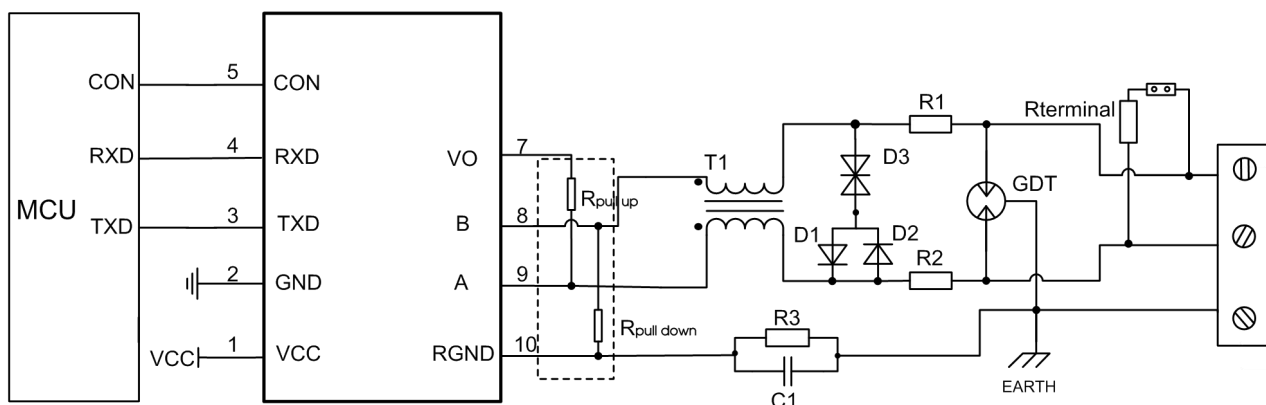 MCU
CON
RXD
TXD
5
4
3
2
1
VCC
CON
RXD
TXD
GND
VCC
VO
B
A
RGND
7
8
9
10
Rpull up
Rpull down
T1
D3
D1
D2
R1
R2
GDT
Rterminal
R3
C1
EARTH